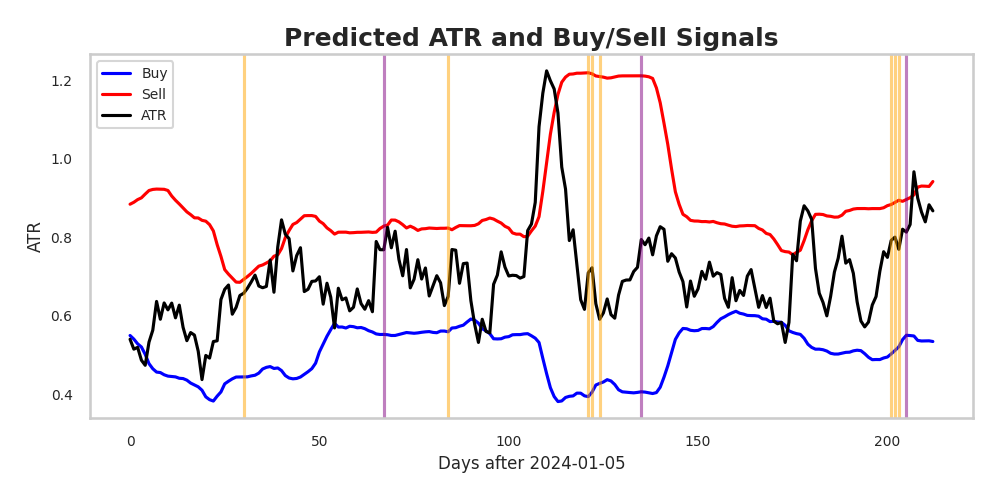 Predicted ATR and Buy/Sell Signals
Buy
Sell
ATR
ATR
1.2
1.0
0.8
0.6
0.4
0
50
100
150
200
Days after 2024-01-05